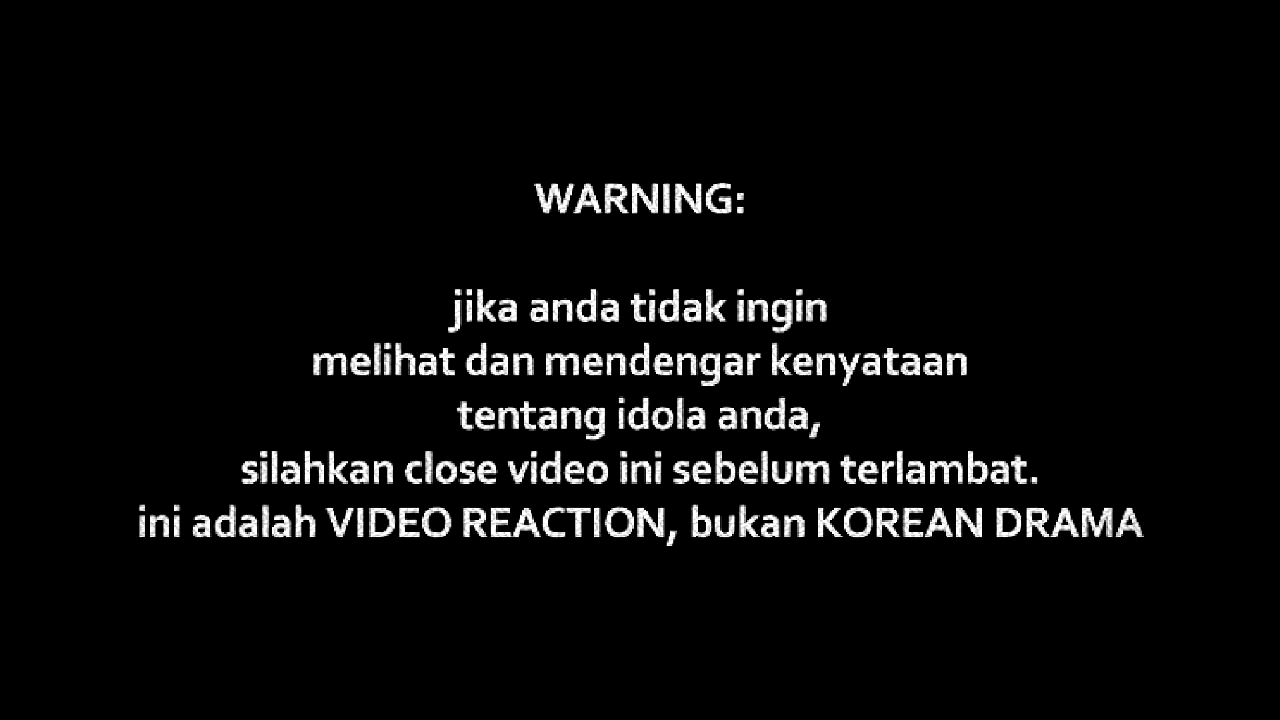 WARNING:
jika anda tidak ingin
melihat dan mendengar kenyataan
tentang idola anda,
silahkan close video ini sebelum terlambat.
ini adalah VIDEO REACTION, bukan KOREAN DRAMA